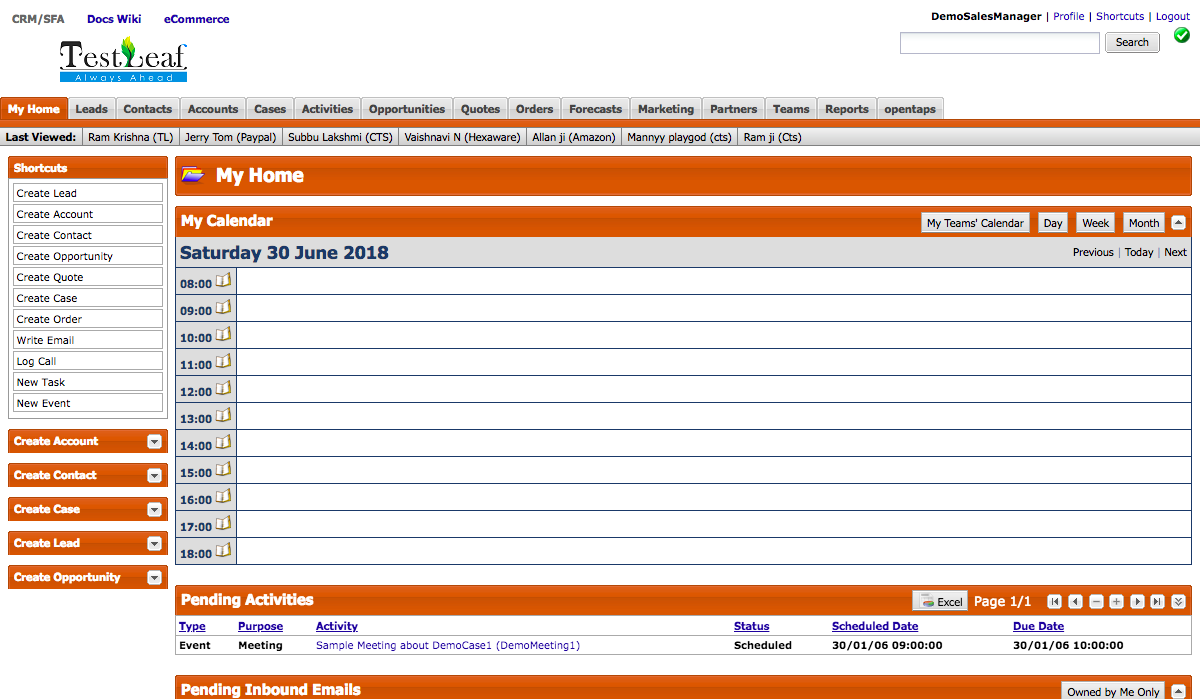 CRM/SFA Docs Wiki eCommerce
DemoSalesManager | Profile | Shortcuts | Logout
TestLeaf
Always Ahead
Search
My Home Leads Contacts Accounts Cases Activities Opportunities Quotes Orders Forecasts Marketing Partners Teams Reports opentaps
Last Viewed: Ram Krishna (TL) Jerry Tom (Paypal) Subbu Lakshmi (CTS) Vaishnavi N (Hexaware) Allan ji (Amazon) Mannyy playgod (cts) Ram ji (Cts)
Shortcuts
Create Lead
Create Account
Create Contact
Create Opportunity
Create Quote
Create Case
Create Order
Write Email
Log Call
New Task
New Event
Create Account
Create Contact
Create Case
Create Lead
Create Opportunity
My Home
My Calendar My Teams' Calendar Day Week Month
Saturday 30 June 2018 Previous | Today | Next
08:00
09:00
10:00
11:00
12:00
13:00
14:00
15:00
16:00
17:00
18:00
Pending Activities Excel Page 1/1
Type Purpose Activity Status Scheduled Date Due Date
Event Meeting Sample Meeting about DemoCase1 (DemoMeeting1) Scheduled 30/01/06 09:00:00 30/01/06 10:00:00
Pending Inbound Emails Owned by Me Only